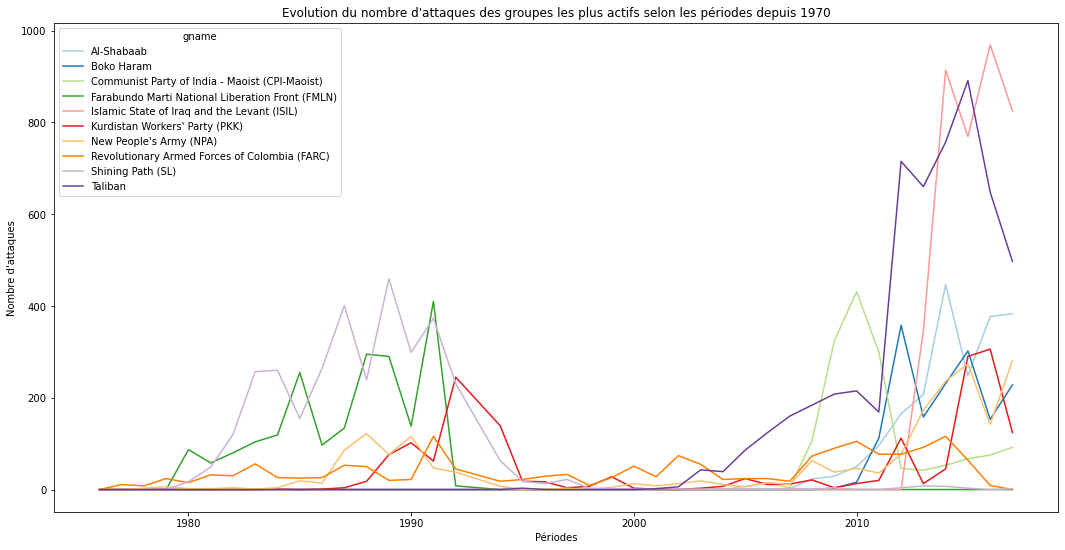 Evolution du nombre d'attaques des groupes les plus actifs selon les périodes depuis 1970
gname
Al-Shabaab
Boko Haram
Communist Party of India - Maoist (CPI-Maoist)
Farabundo Marti National Liberation Front (FMLN)
Islamic State of Iraq and the Levant (ISIL)
Kurdistan Workers' Party (PKK)
New People's Army (NPA)
Revolutionary Armed Forces of Colombia (FARC)
Shining Path (SL)
Taliban
Nombre d'attaques
1000
800
600
400
200
0
1980
1990
2000
2010
Périodes